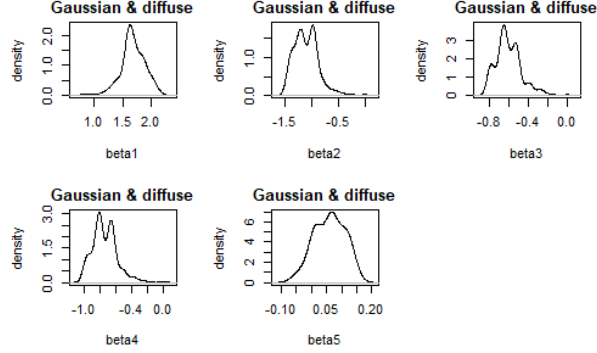 Gaussian & diffuse
density
0.0 1.0 2.0
1.0 1.5 2.0
beta1
Gaussian & diffuse
density
0.0 1.0
-1.5 -0.5
beta2
Gaussian & diffuse
density
0 1 2 3
-0.8 -0.4 0.0
beta3
Gaussian & diffuse
density
0.0 1.5 3.0
-1.0 -0.4 0.0
beta4
Gaussian & diffuse
density
0 2 4 6
-0.10 0.05 0.20
beta5